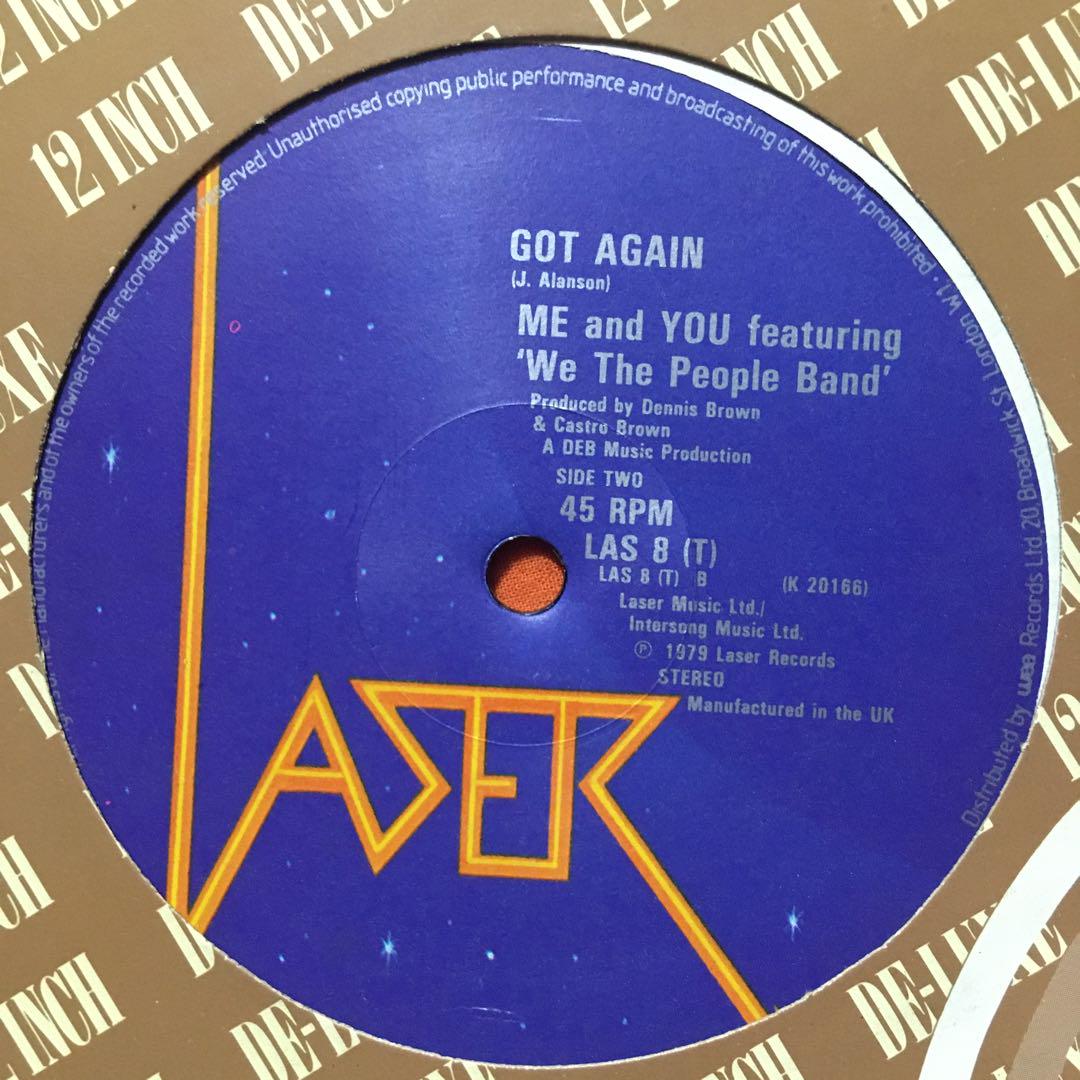 GOT AGAIN
(J. Alanson)
ME and YOU featuring
'We The People Band'
Produced by Dennis Brown
& Castro Brown
A DEB Music Production
SIDE TWO
45 RPM
LAS 8 (T)
LAS 8 (T) B (K 20166)
Laser Music Ltd./
Intersong Music Ltd.
℗ 1979 Laser Records
STEREO
Manufactured in the UK
LASER
manufacturers and of the owners of the recorded work reserved Unauthorised copying public performance and broadcasting of this work prohibited · W1
Distributed by wea Records Ltd. 20 Broadwick St. London W1.
12 INCH
DE-LUXE
12 INCH
DE-LUXE
12 INCH
DE-LUXE